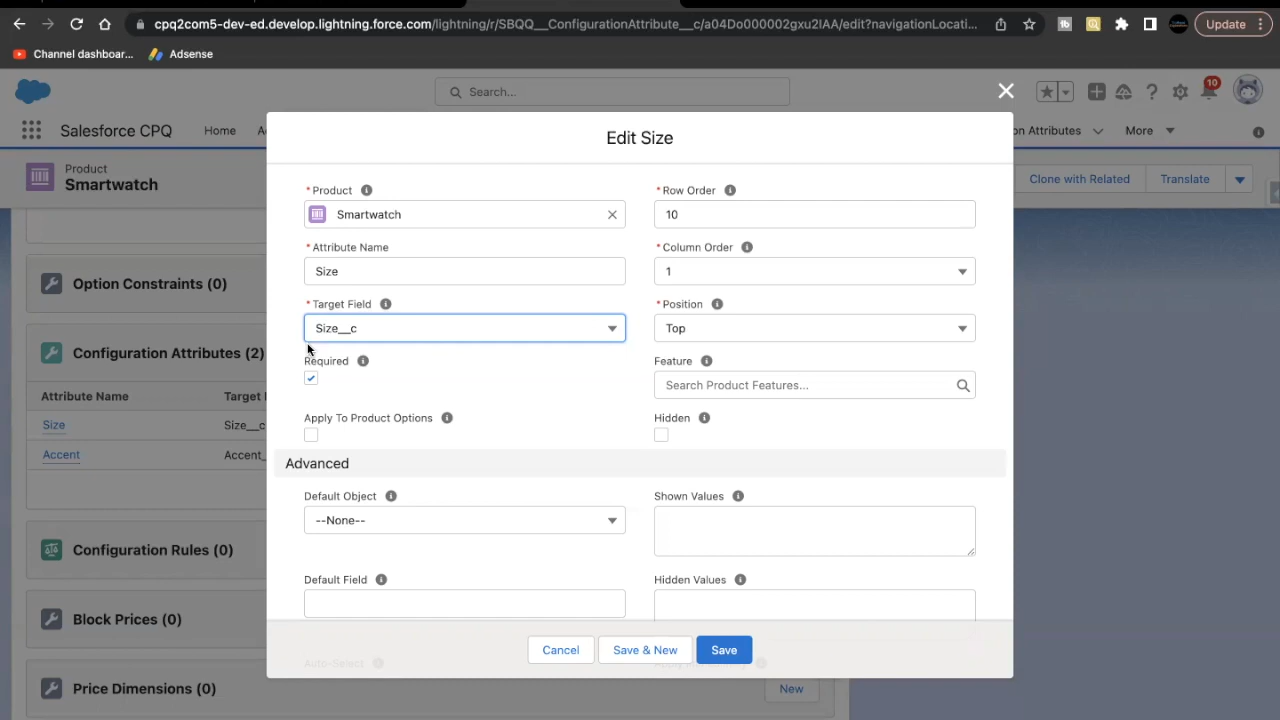 cpq2com5-dev-ed.develop.lightning.force.com/lightning/r/SBQQ__ConfigurationAttribute__c/a04Do000002gxu2IAA/edit?navigationLocati...
Update
Channel dashboar...
Adsense
Search...
10
Salesforce CPQ
Home
on Attributes
More
Product
Smartwatch
Clone with Related
Translate
Edit Size
* Product
* Row Order
Smartwatch
10
* Attribute Name
* Column Order
Size
1
* Target Field
* Position
Size__c
Top
Required
Feature
Search Product Features...
Apply To Product Options
Hidden
Advanced
Default Object
Shown Values
--None--
Default Field
Hidden Values
Cancel
Save & New
Save
Auto-Select
Option Constraints (0)
Configuration Attributes (2)
Attribute Name
Target
Size
Size__c
Accent
Accent_
Configuration Rules (0)
Block Prices (0)
Price Dimensions (0)
New